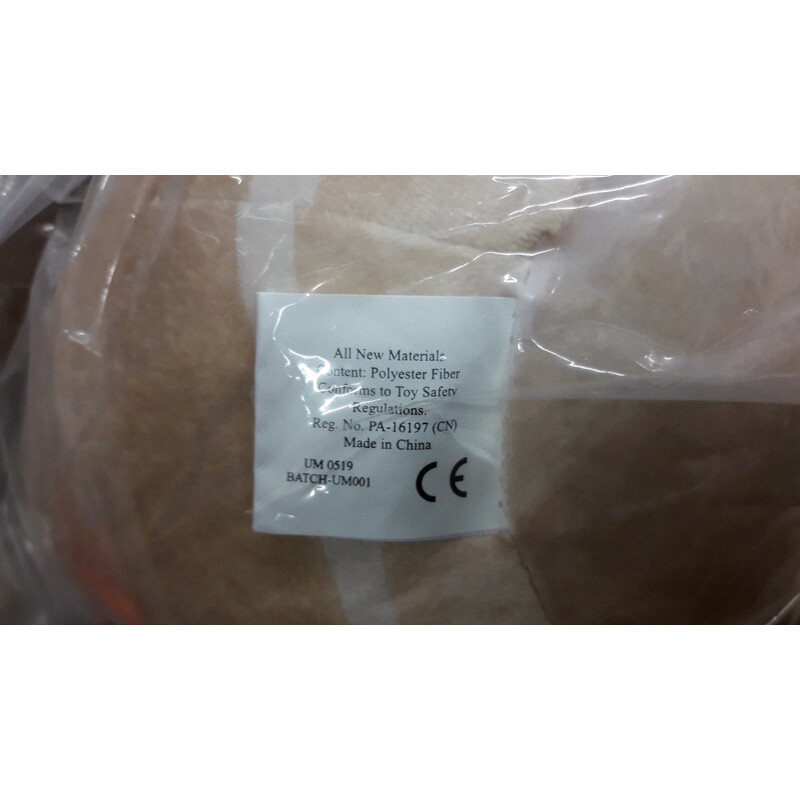 All New Materials
Content: Polyester Fiber
Conforms to Toy Safety
Regulations.
Reg. No. PA-16197 (CN)
Made in China
UM 0519
BATCH-UM001
CE